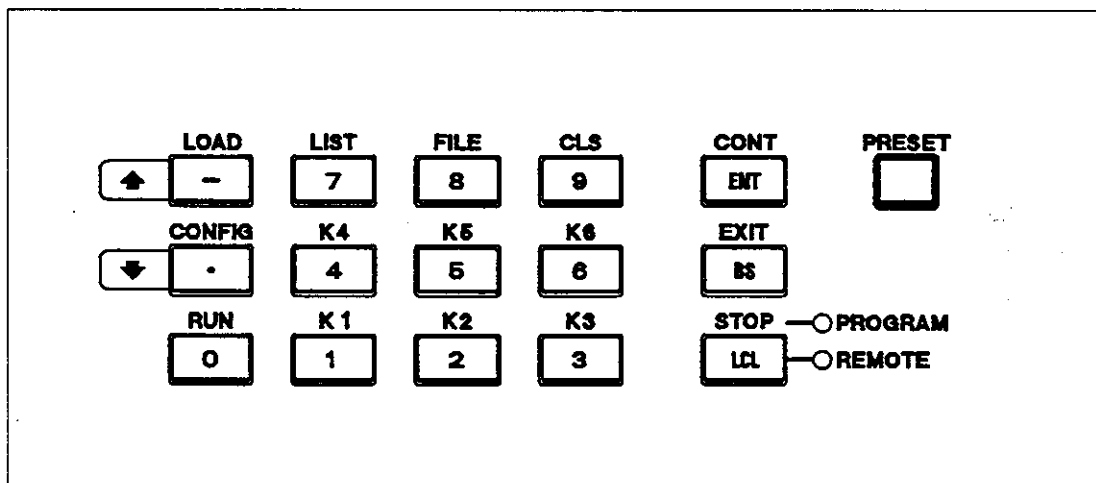 LOAD LIST FILE CLS CONT PRESET
- 7 8 9 ENT
CONFIG K4 K5 K6 EXIT
. 4 5 6 BS
RUN K1 K2 K3 STOP PROGRAM
0 1 2 3 LCL REMOTE